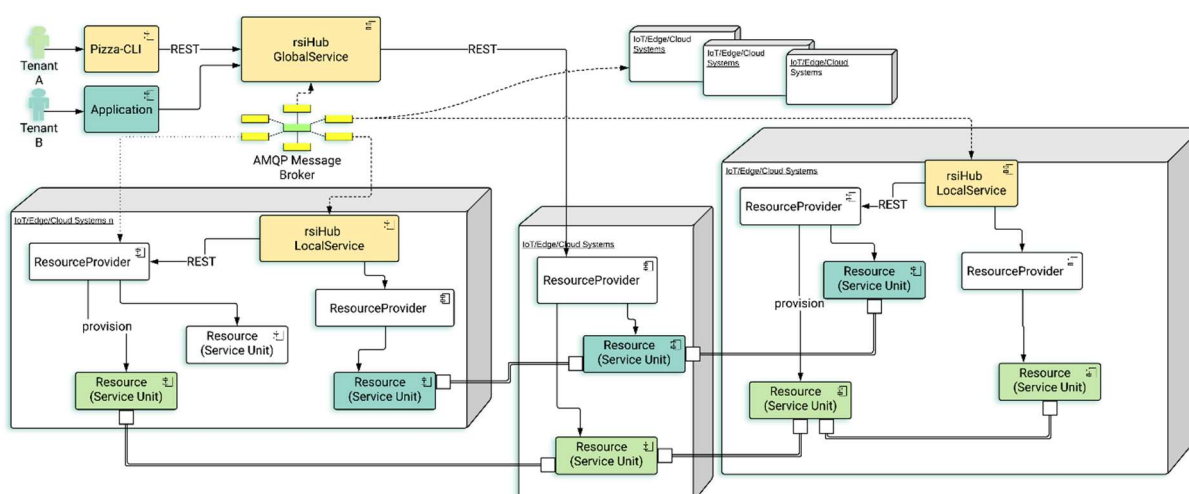 Tenant
A
Pizza-CLI
REST
rsiHub
GlobalService
REST
IoT/Edge/Cloud
Systems
IoT/Edge/Cloud
Systems
IoT/Edge/Cloud
Systems
Tenant
B
Application
AMQP Message
Broker
IoT/Edge/Cloud Systems n
rsiHub
LocalService
REST
ResourceProvider
ResourceProvider
provision
Resource
(Service Unit)
Resource
(Service Unit)
Resource
(Service Unit)
IoT/Edge/Cloud Systems
ResourceProvider
Resource
(Service Unit)
Resource
(Service Unit)
IoT/Edge/Cloud Systems
rsiHub
LocalService
REST
ResourceProvider
ResourceProvider
Resource
(Service Unit)
provision
Resource
(Service Unit)
Resource
(Service Unit)